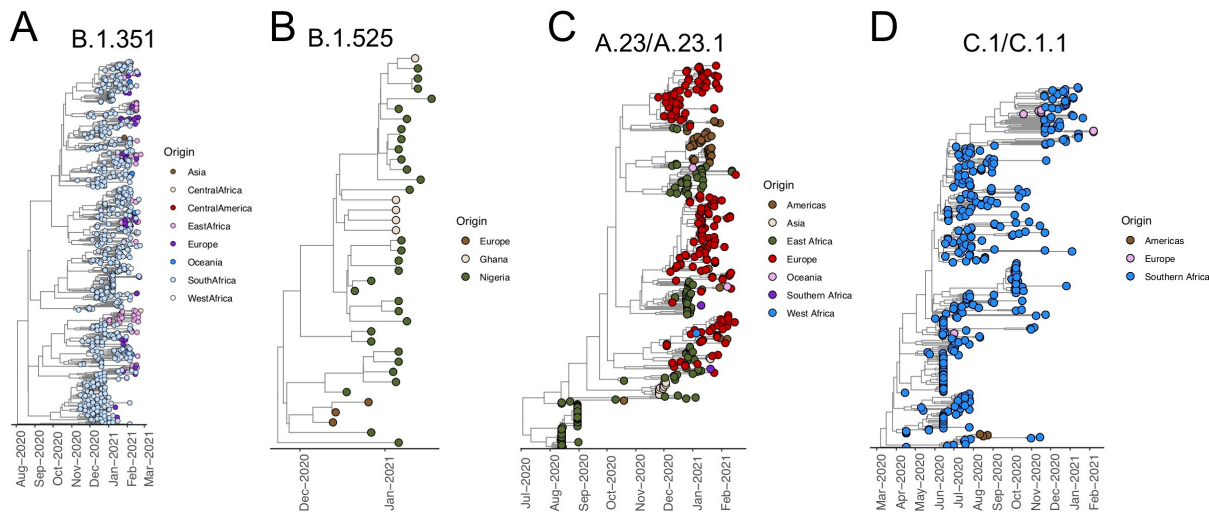 A
B.1.351
Origin
Asia
CentralAfrica
CentralAmerica
EastAfrica
Europe
Oceania
SouthAfrica
WestAfrica
Aug-2020
Sep-2020
Oct-2020
Nov-2020
Dec-2020
Jan-2021
Feb-2021
Mar-2021
B
B.1.525
Origin
Europe
Ghana
Nigeria
Dec-2020
Jan-2021
C
A.23/A.23.1
Origin
Americas
Asia
East Africa
Europe
Oceania
Southern Africa
West Africa
Jul-2020
Aug-2020
Sep-2020
Oct-2020
Nov-2020
Dec-2020
Jan-2021
Feb-2021
D
C.1/C.1.1
Origin
Americas
Europe
Southern Africa
Mar-2020
Apr-2020
May-2020
Jun-2020
Jul-2020
Aug-2020
Sep-2020
Oct-2020
Nov-2020
Dec-2020
Jan-2021
Feb-2021